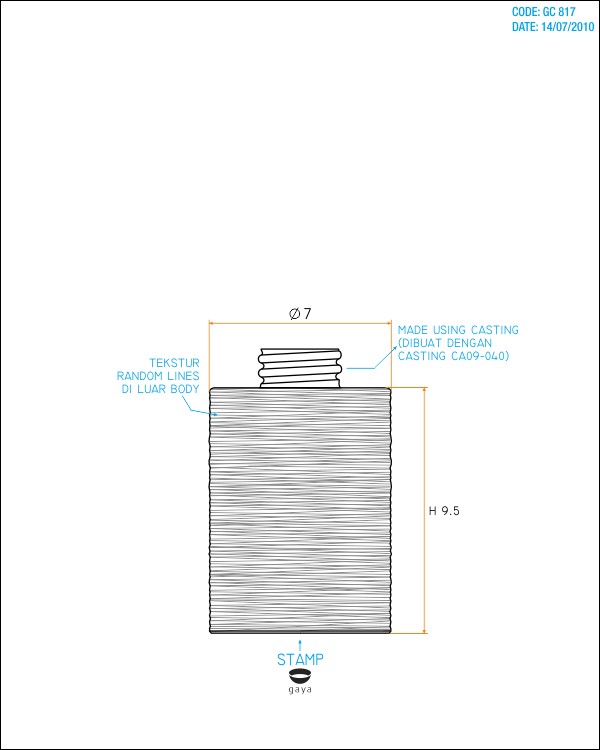 CODE: GC 817
DATE: 14/07/2010
Ø 7
MADE USING CASTING
(DIBUAT DENGAN
CASTING CA09-040)
TEKSTUR
RANDOM LINES
DI LUAR BODY
H 9.5
STAMP
gaya